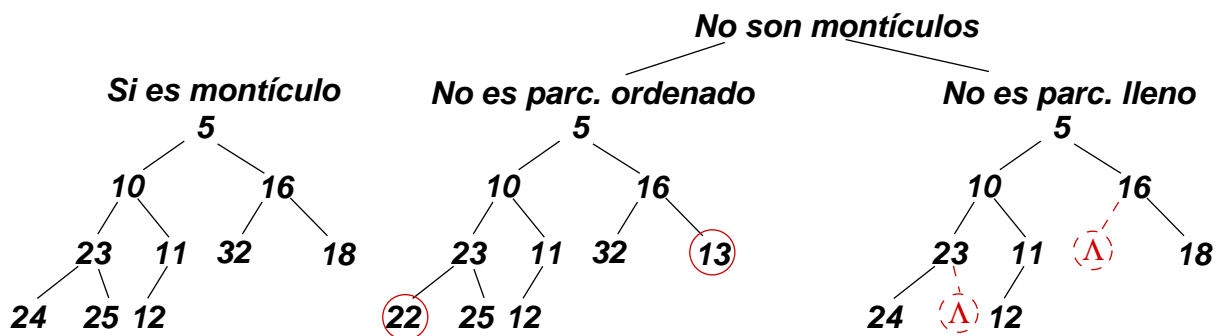 No son montículos
Si es montículo No es parc. ordenado No es parc. lleno
5 5 5
10 16 10 16 10 16
23 11 32 18 23 11 32 13 23 11 Λ 18
24 25 12 22 25 12 24 Λ 12